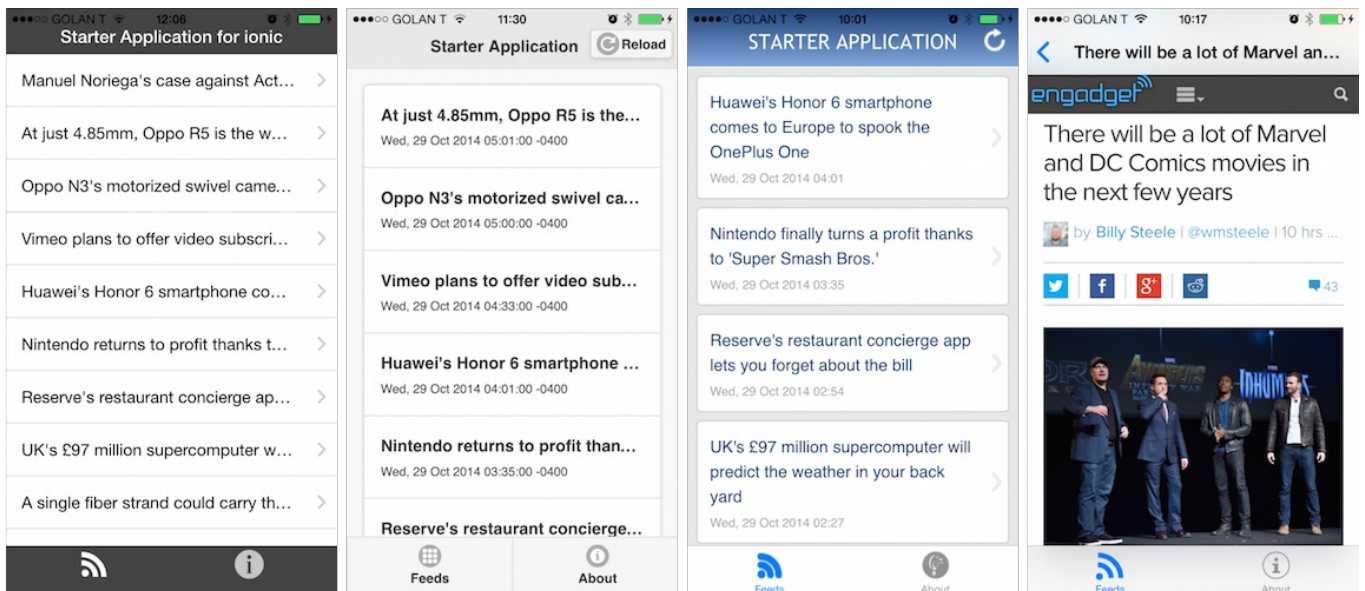 ●●●●○ GOLAN T 12:06
Starter Application for ionic
Manuel Noriega's case against Act...
At just 4.85mm, Oppo R5 is the w...
Oppo N3's motorized swivel came...
Vimeo plans to offer video subscri...
Huawei's Honor 6 smartphone co...
Nintendo returns to profit thanks t...
Reserve's restaurant concierge ap...
UK's £97 million supercomputer w...
A single fiber strand could carry th...
●●●○○ GOLAN T 11:30
Starter Application
Reload
At just 4.85mm, Oppo R5 is the...
Wed, 29 Oct 2014 05:01:00 -0400
Oppo N3's motorized swivel ca...
Wed, 29 Oct 2014 05:00:00 -0400
Vimeo plans to offer video sub...
Wed, 29 Oct 2014 04:33:00 -0400
Huawei's Honor 6 smartphone ...
Wed, 29 Oct 2014 04:01:00 -0400
Nintendo returns to profit than...
Wed, 29 Oct 2014 03:35:00 -0400
Reserve's restaurant concierge...
Feeds About
●●●●○ GOLAN T 10:01
STARTER APPLICATION
Huawei's Honor 6 smartphone
comes to Europe to spook the
OnePlus One
Wed, 29 Oct 2014 04:01
Nintendo finally turns a profit thanks
to 'Super Smash Bros.'
Wed, 29 Oct 2014 03:35
Reserve's restaurant concierge app
lets you forget about the bill
Wed, 29 Oct 2014 02:54
UK's £97 million supercomputer will
predict the weather in your back
yard
Wed, 29 Oct 2014 02:27
Feeds About
●●●●○ GOLAN T 10:17
There will be a lot of Marvel an...
engadget
There will be a lot of Marvel
and DC Comics movies in
the next few years
by Billy Steele | @wmsteele | 10 hrs ...
f g+ 43
AVENGERS
INHUMANS
Feeds About